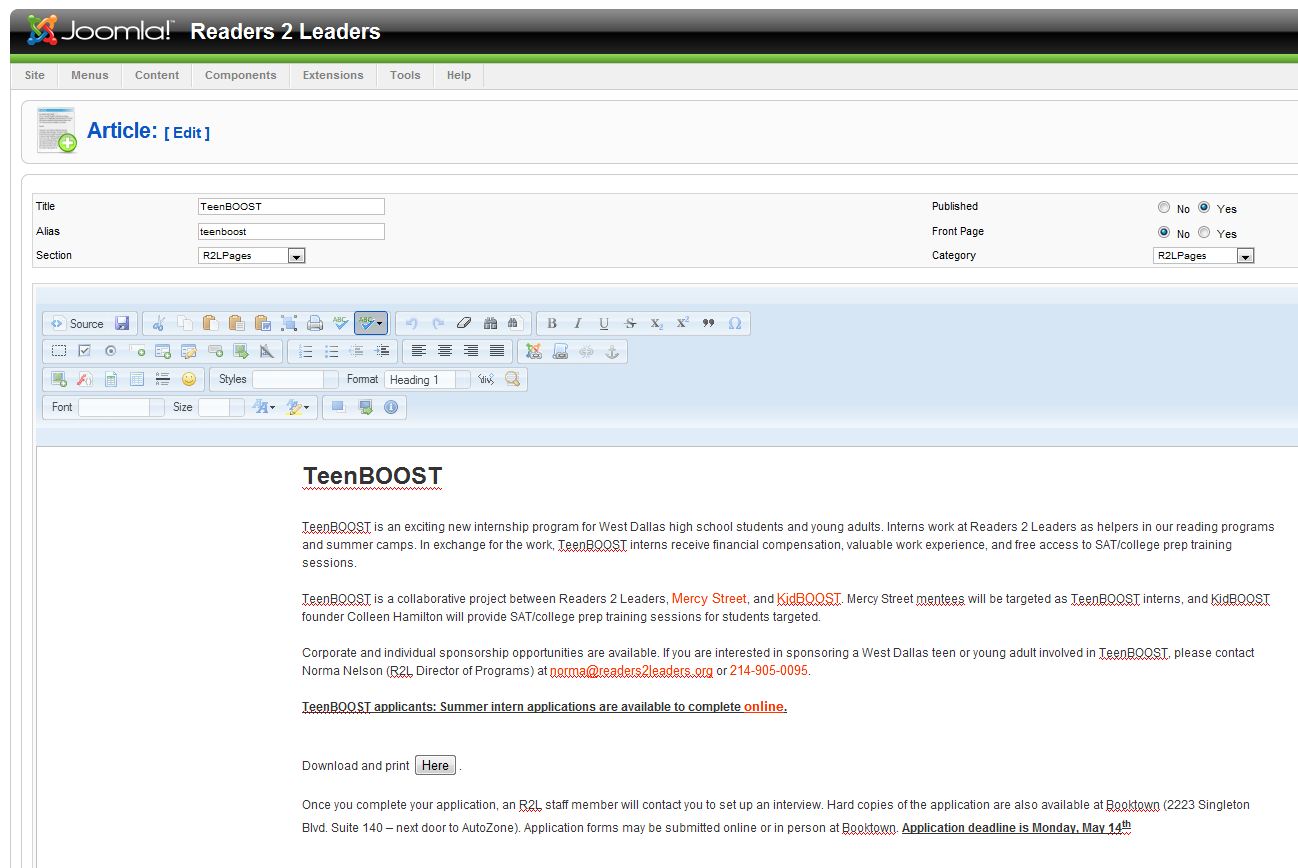 Joomla!™ Readers 2 Leaders
Site Menus Content Components Extensions Tools Help
Article: [ Edit ]
Title TeenBOOST Published No Yes
Alias teenboost Front Page No Yes
Section R2LPages Category R2LPages
Source ABC ABC B I U S X₂ X²
Styles Format Heading 1
Font Size
TeenBOOST
TeenBOOST is an exciting new internship program for West Dallas high school students and young adults. Interns work at Readers 2 Leaders as helpers in our reading programs
and summer camps. In exchange for the work, TeenBOOST interns receive financial compensation, valuable work experience, and free access to SAT/college prep training
sessions.
TeenBOOST is a collaborative project between Readers 2 Leaders, Mercy Street, and KidBOOST. Mercy Street mentees will be targeted as TeenBOOST interns, and KidBOOST
founder Colleen Hamilton will provide SAT/college prep training sessions for students targeted.
Corporate and individual sponsorship opportunities are available. If you are interested in sponsoring a West Dallas teen or young adult involved in TeenBOOST, please contact
Norma Nelson (R2L Director of Programs) at norma@readers2leaders.org or 214-905-0095.
TeenBOOST applicants: Summer intern applications are available to complete online.
Download and print Here .
Once you complete your application, an R2L staff member will contact you to set up an interview. Hard copies of the application are also available at Booktown (2223 Singleton
Blvd. Suite 140 – next door to AutoZone). Application forms may be submitted online or in person at Booktown. Application deadline is Monday, May 14th